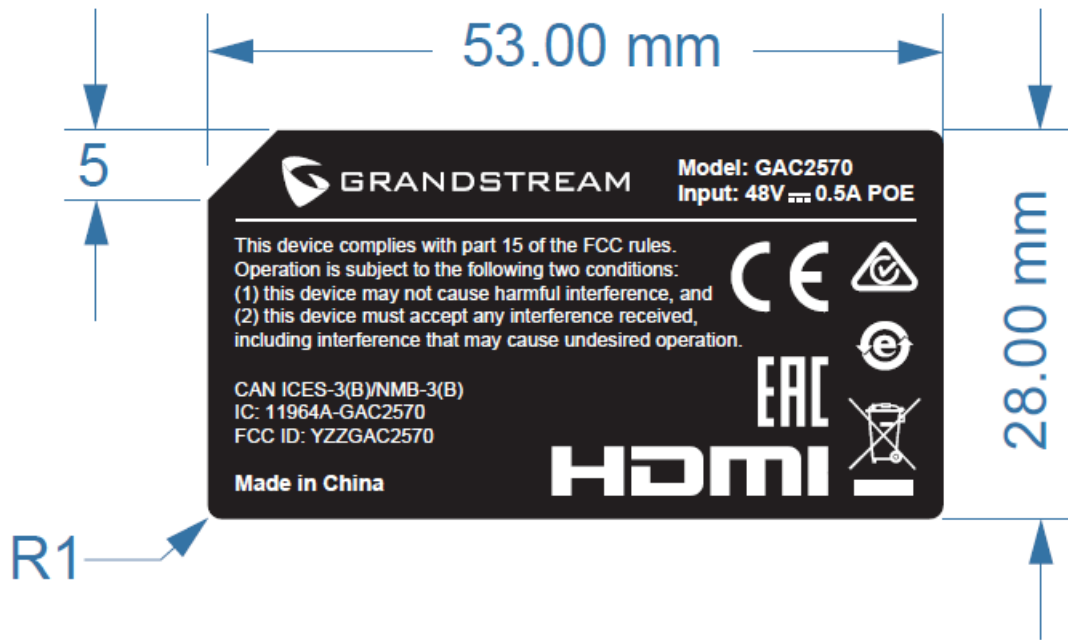 53.00 mm
5
GRANDSTREAM
Model: GAC2570
Input: 48V ⎓ 0.5A POE
This device complies with part 15 of the FCC rules.
Operation is subject to the following two conditions:
(1) this device may not cause harmful interference, and
(2) this device must accept any interference received,
including interference that may cause undesired operation.
CE
e
EAC
CAN ICES-3(B)/NMB-3(B)
IC: 11964A-GAC2570
FCC ID: YZZGAC2570
HDMI
Made in China
28.00 mm
R1